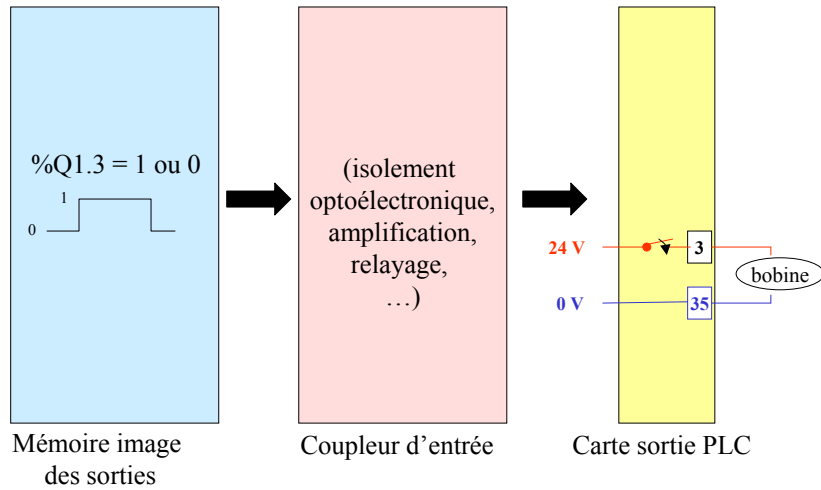 %Q1.3 = 1 ou 0
1
0
(isolement
optoélectronique,
amplification,
relayage,
…)
24 V
3
bobine
0 V
35
Mémoire image
des sorties
Coupleur d’entrée
Carte sortie PLC